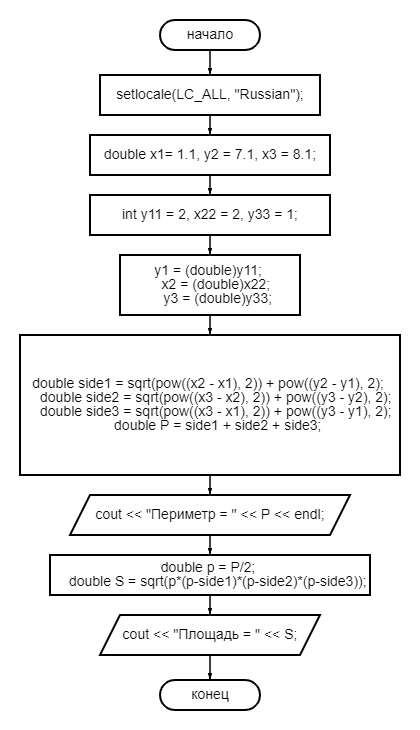 начало
setlocale(LC_ALL, "Russian");
double x1= 1.1, y2 = 7.1, x3 = 8.1;
int y11 = 2, x22 = 2, y33 = 1;
y1 = (double)y11;
x2 = (double)x22;
y3 = (double)y33;
double side1 = sqrt(pow((x2 - x1), 2)) + pow((y2 - y1), 2);
double side2 = sqrt(pow((x3 - x2), 2)) + pow((y3 - y2), 2);
double side3 = sqrt(pow((x3 - x1), 2)) + pow((y3 - y1), 2);
double P = side1 + side2 + side3;
cout << "Периметр = " << P << endl;
double p = P/2;
double S = sqrt(p*(p-side1)*(p-side2)*(p-side3));
cout << "Площадь = " << S;
конец